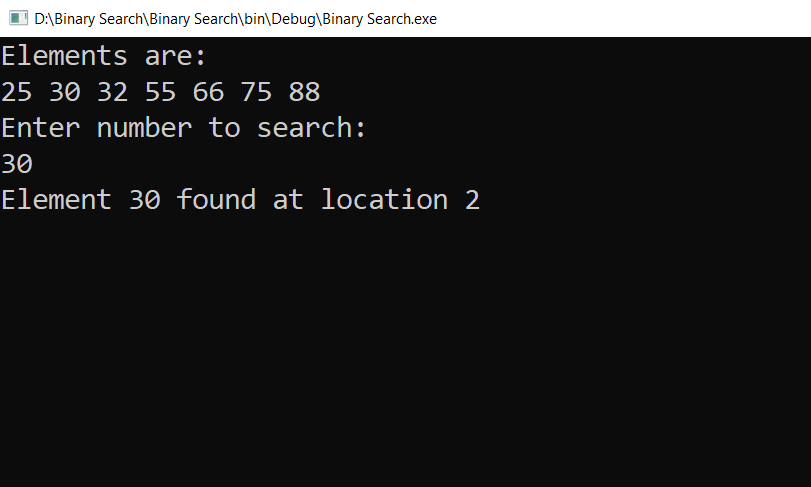 D:\Binary Search\Binary Search\bin\Debug\Binary Search.exe
Elements are:
25 30 32 55 66 75 88
Enter number to search:
30
Element 30 found at location 2